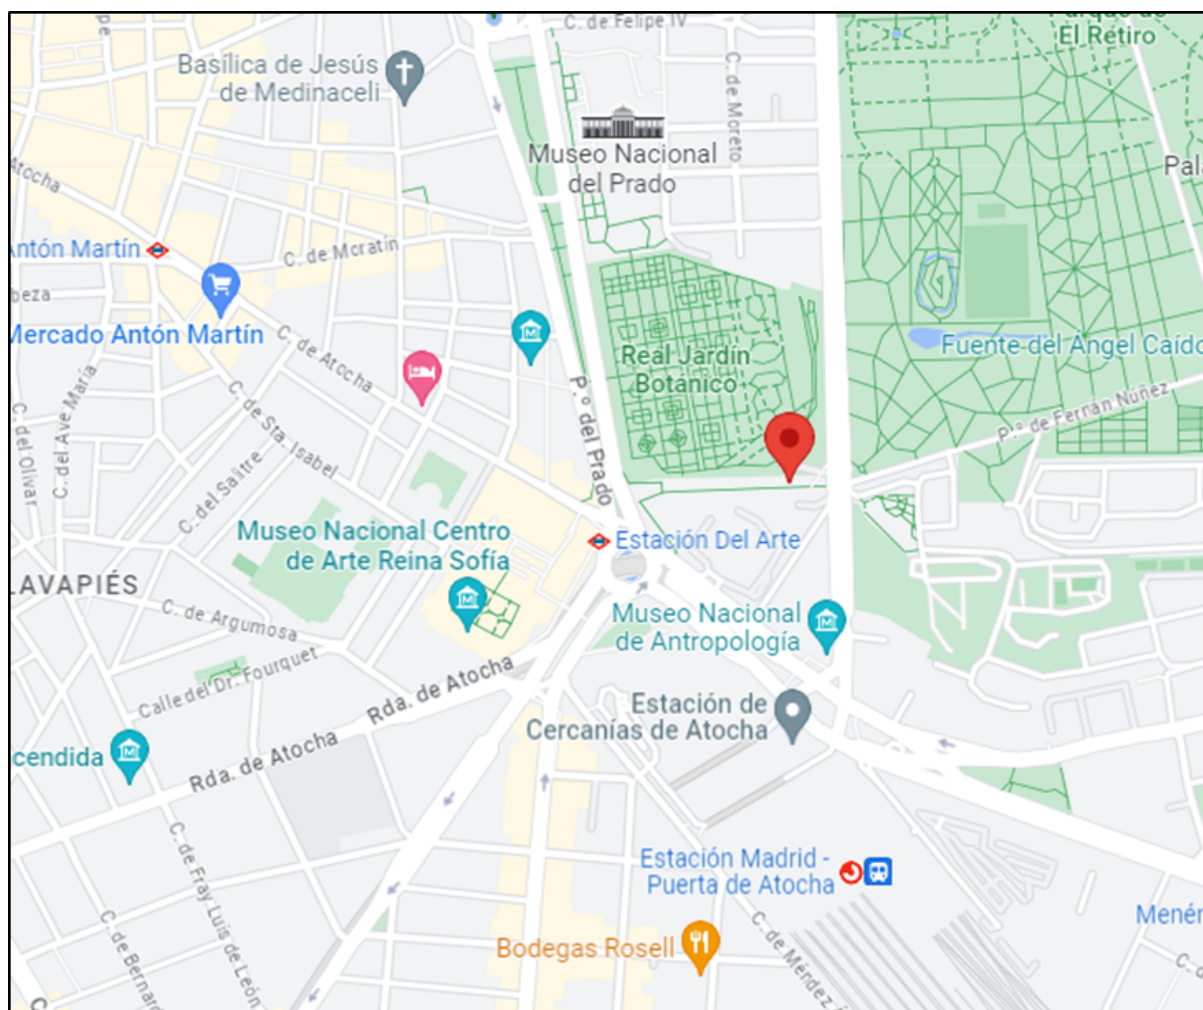 C. de Felipe IV
Parque de
El Retiro
Basílica de Jesús
de Medinaceli
C. de Moreto
Museo Nacional
del Prado
Atocha
Antón Martín
C. de Moratín
Mercado Antón Martín
C. de Atocha
Real Jardín
Botánico
Fuente del Ángel Caído
P.º del Prado
P.º de Fernán Núñez
C. del Olivar
C. del Ave María
C. de Sta. Isabel
C. del Salitre
Museo Nacional Centro
de Arte Reina Sofía
Estación Del Arte
LAVAPIÉS
C. de Argumosa
Museo Nacional
de Antropología
Calle del Dr. Fourquet
Rda. de Atocha
Estación de
Cercanías de Atocha
cendida
Rda. de Atocha
Estación Madrid -
Puerta de Atocha
C. de Fray Luis de León
C. de Bernard
Bodegas Rosell
C. de Méndez
Menén